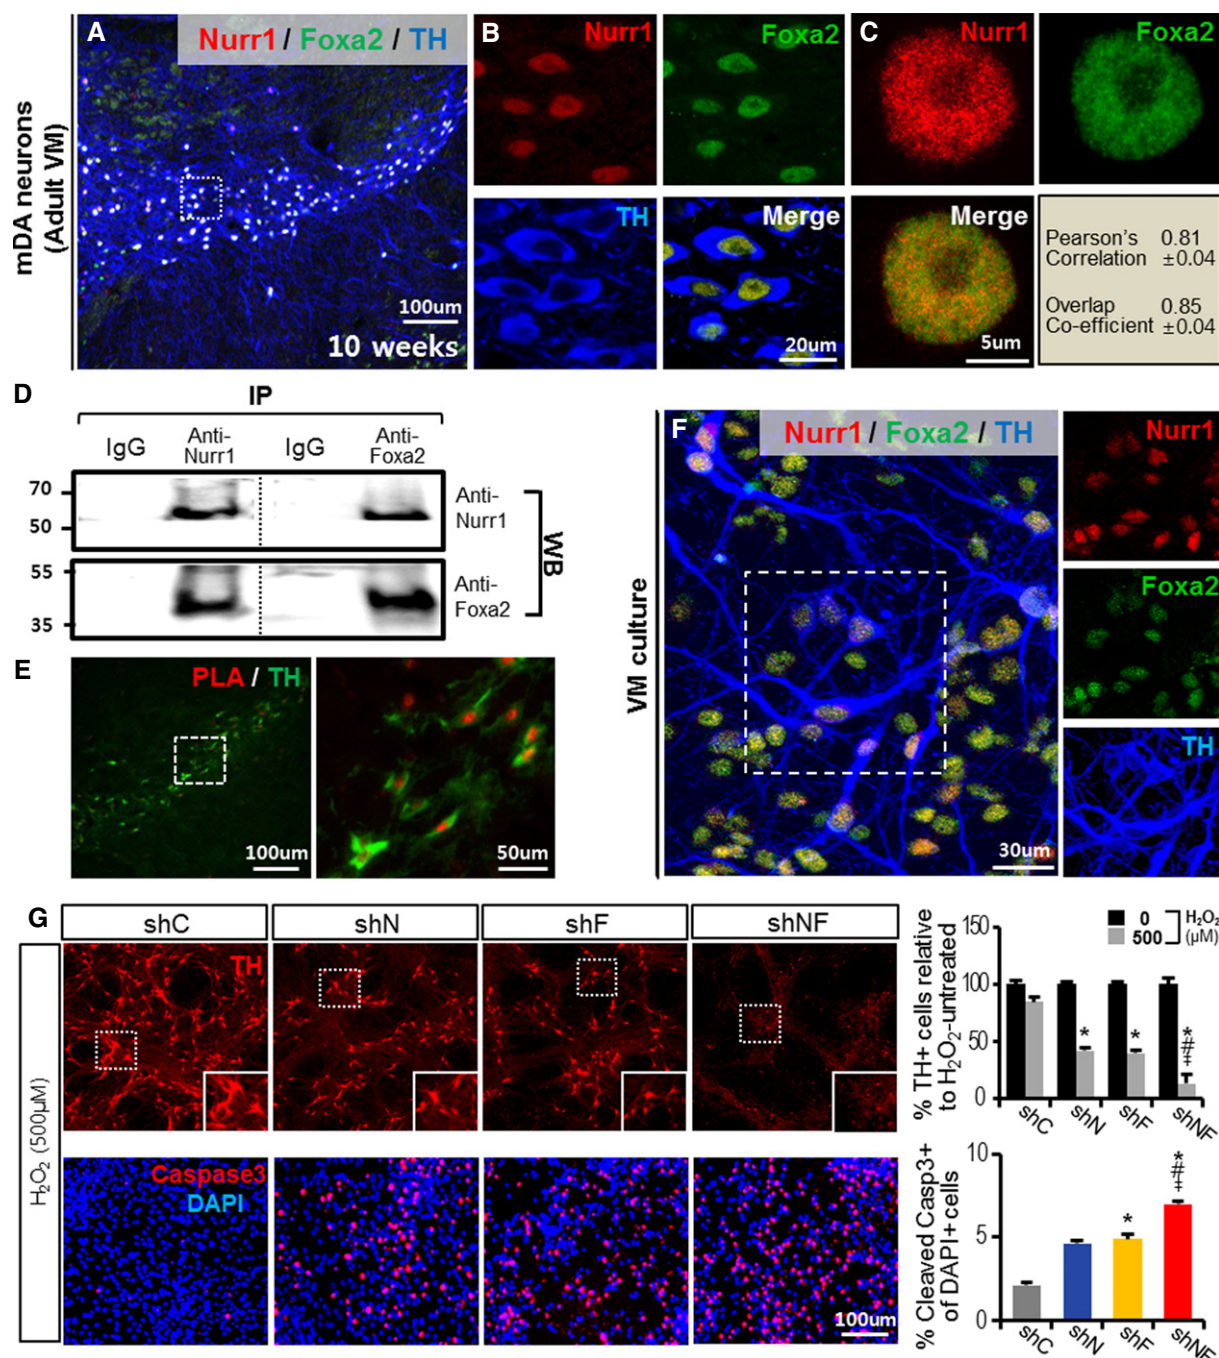 A
Nurr1 / Foxa2 / TH
mDA neurons
(Adult VM)
100um
10 weeks
B
Nurr1
Foxa2
TH
Merge
20um
C
Nurr1
Foxa2
Merge
5um
Pearson's 0.81
Correlation ±0.04
Overlap 0.85
Co-efficient ±0.04
D
IP
IgG
Anti-
Nurr1
IgG
Anti-
Foxa2
70
50
Anti-
Nurr1
55
35
Anti-
Foxa2
WB
E
PLA / TH
100um
50um
F
Nurr1 / Foxa2 / TH
VM culture
30um
Nurr1
Foxa2
TH
G
shC
shN
shF
shNF
H₂O₂ (500μM)
TH
Caspase3
DAPI
100um
% TH+ cells relative
to H₂O₂-untreated
150
100
50
0
0
500
H₂O₂
(μM)
*
*
*
#
‡
shC
shN
shF
shNF
% Cleaved Casp3+
of DAPI+ cells
10
5
0
*
*
#
‡
shC
shN
shF
shNF